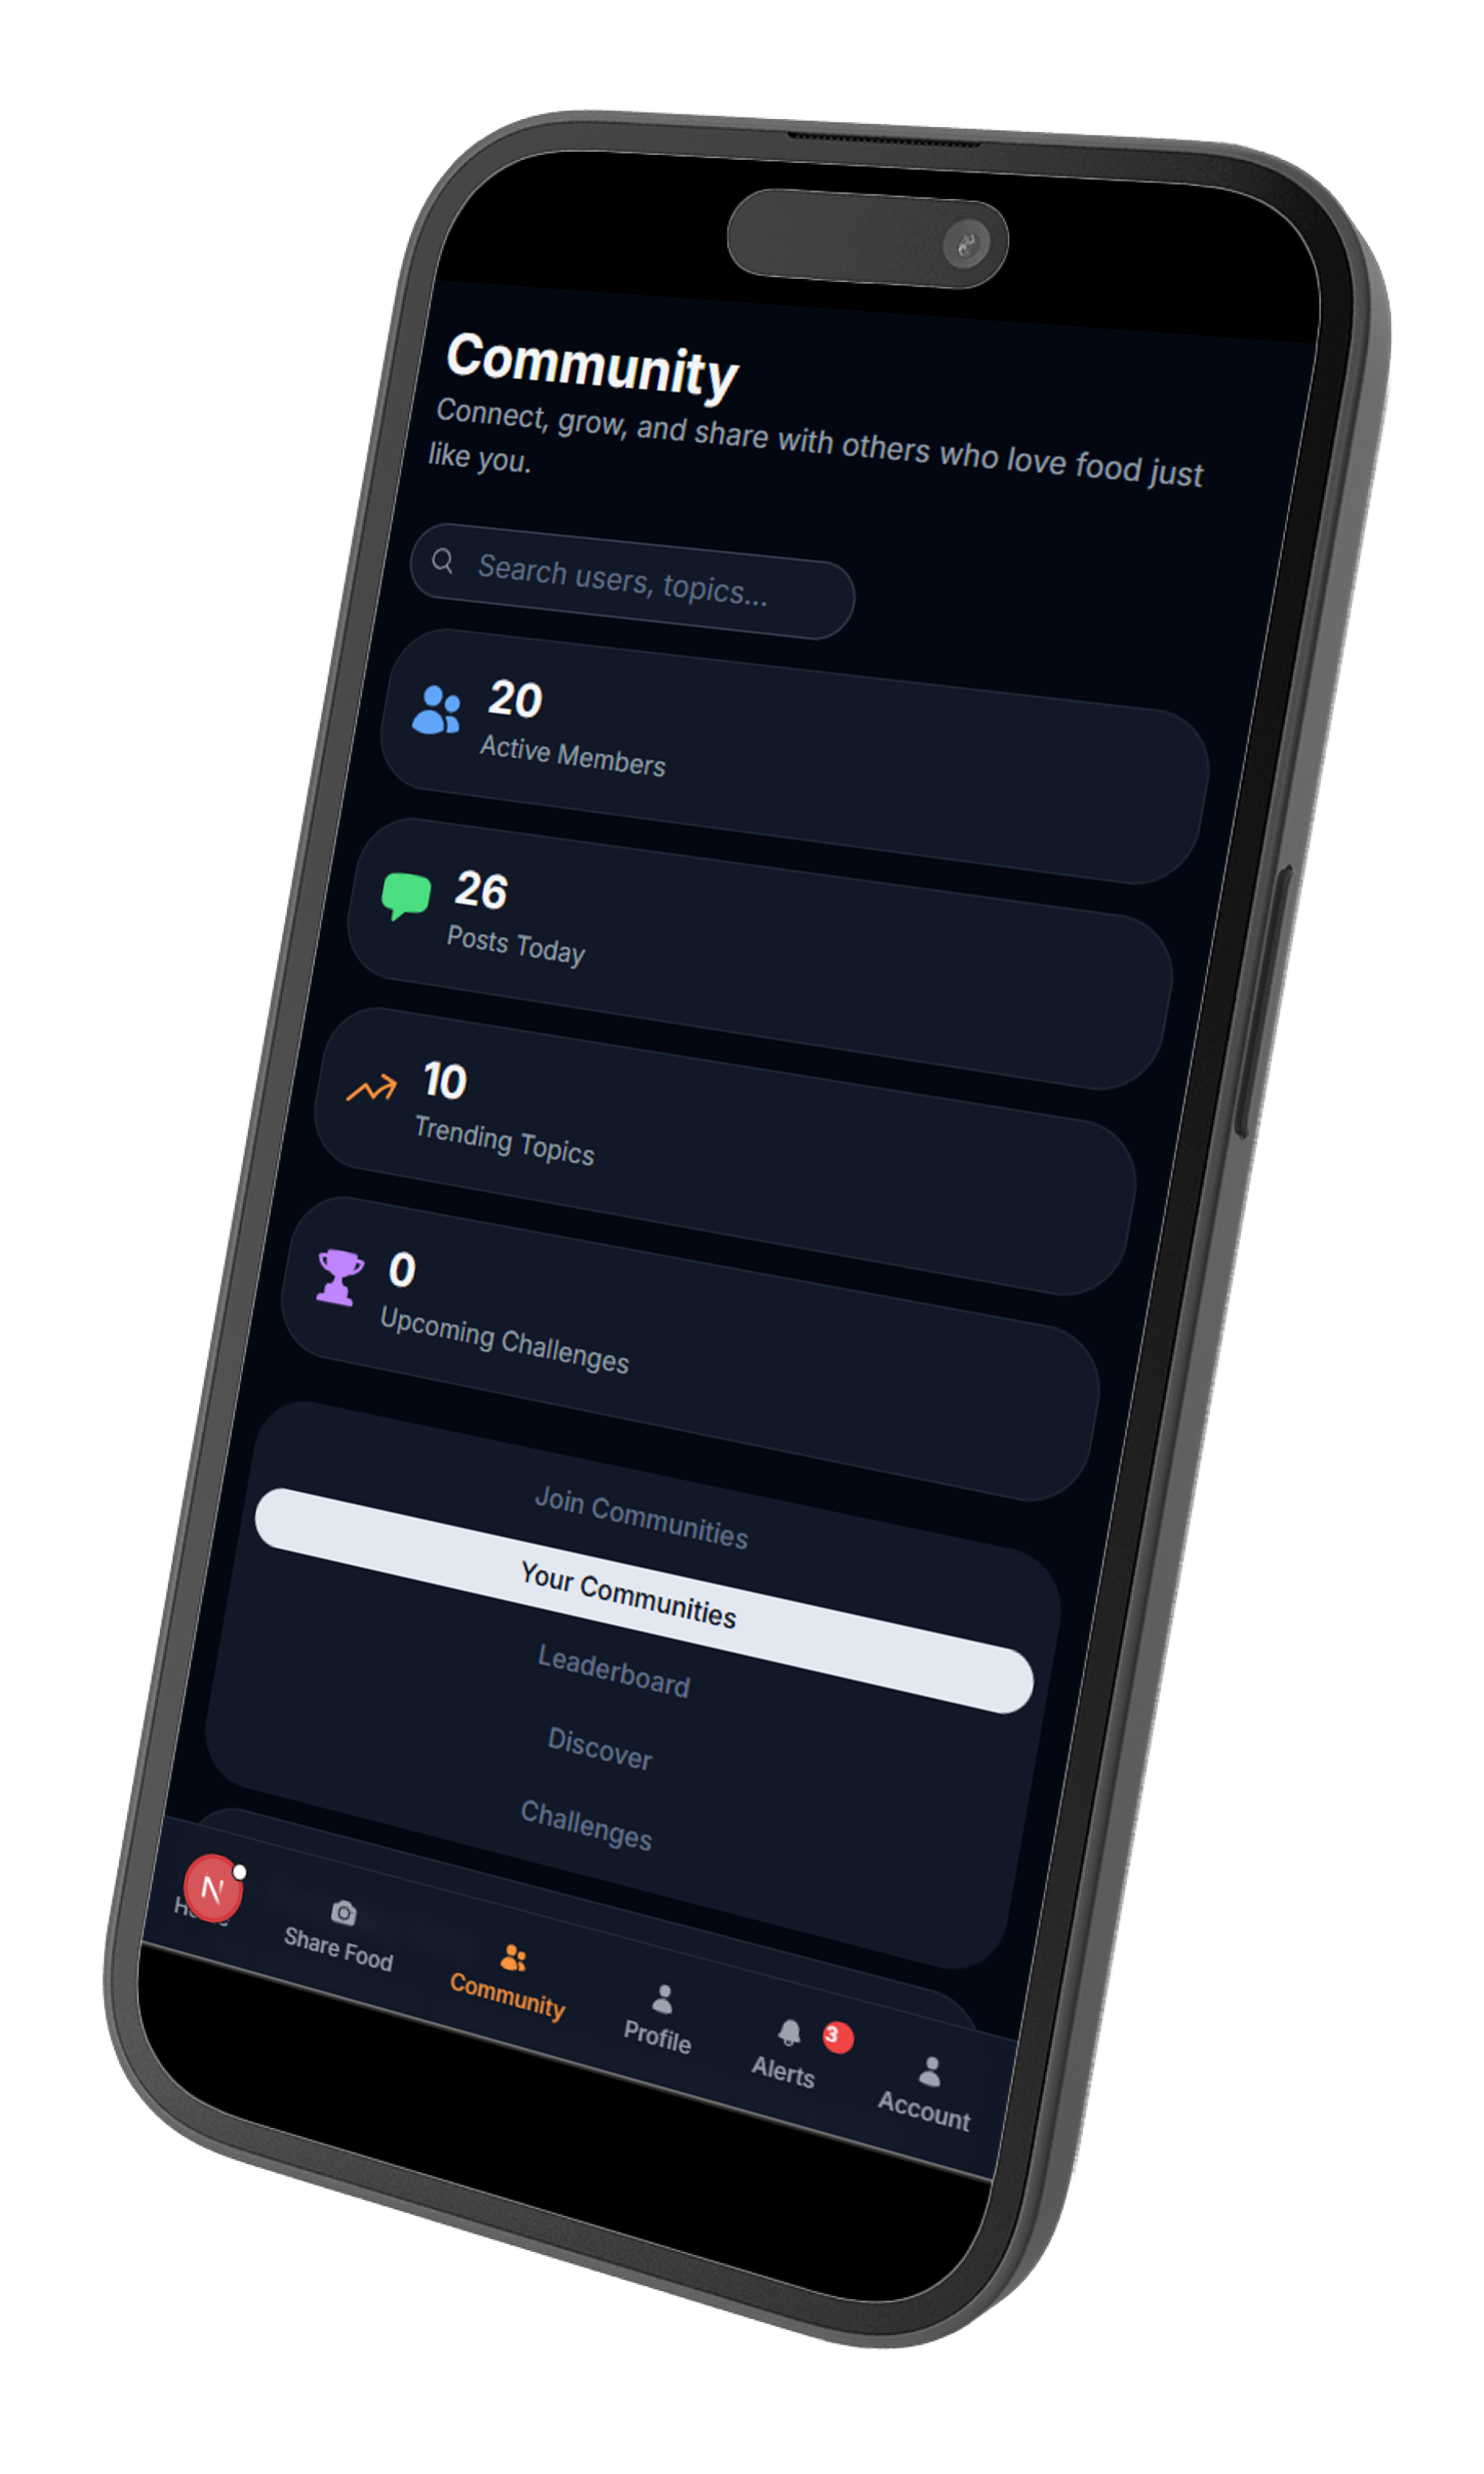 Community
Connect, grow, and share with others who love food just
like you.
Search users, topics...
20
Active Members
26
Posts Today
10
Trending Topics
0
Upcoming Challenges
Join Communities
Your Communities
Leaderboard
Discover
Challenges
N
Share Food
Community
Profile
3
Alerts
Account